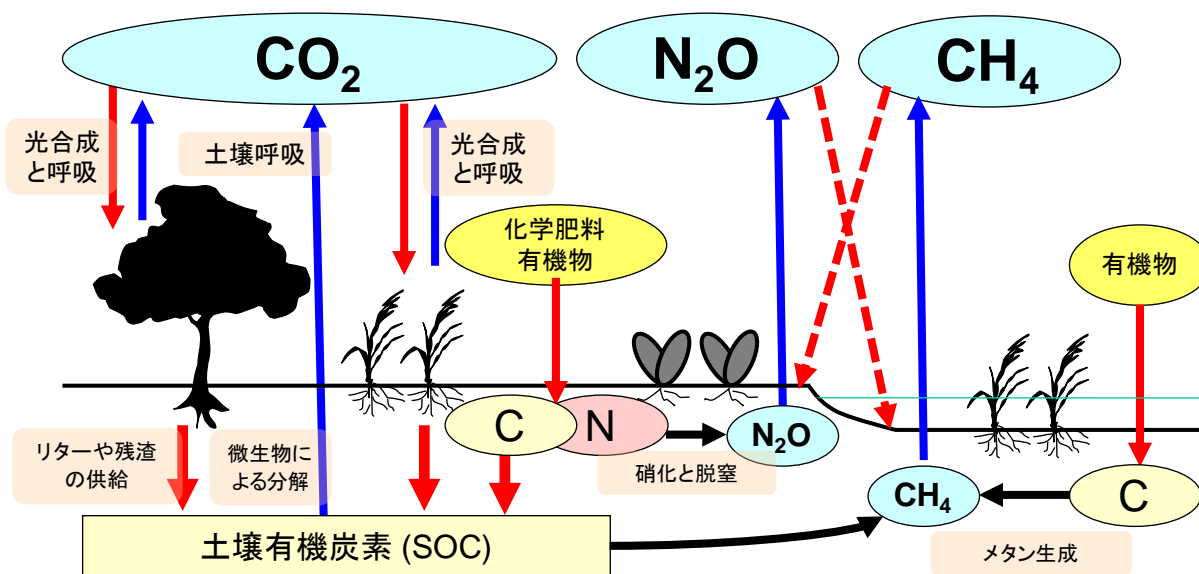 CO₂
N₂O
CH₄
光合成
と呼吸
土壌呼吸
光合成
と呼吸
化学肥料
有機物
有機物
C
N
N₂O
リターや残渣
の供給
微生物に
よる分解
硝化と脱窒
CH₄
C
土壌有機炭素 (SOC)
メタン生成